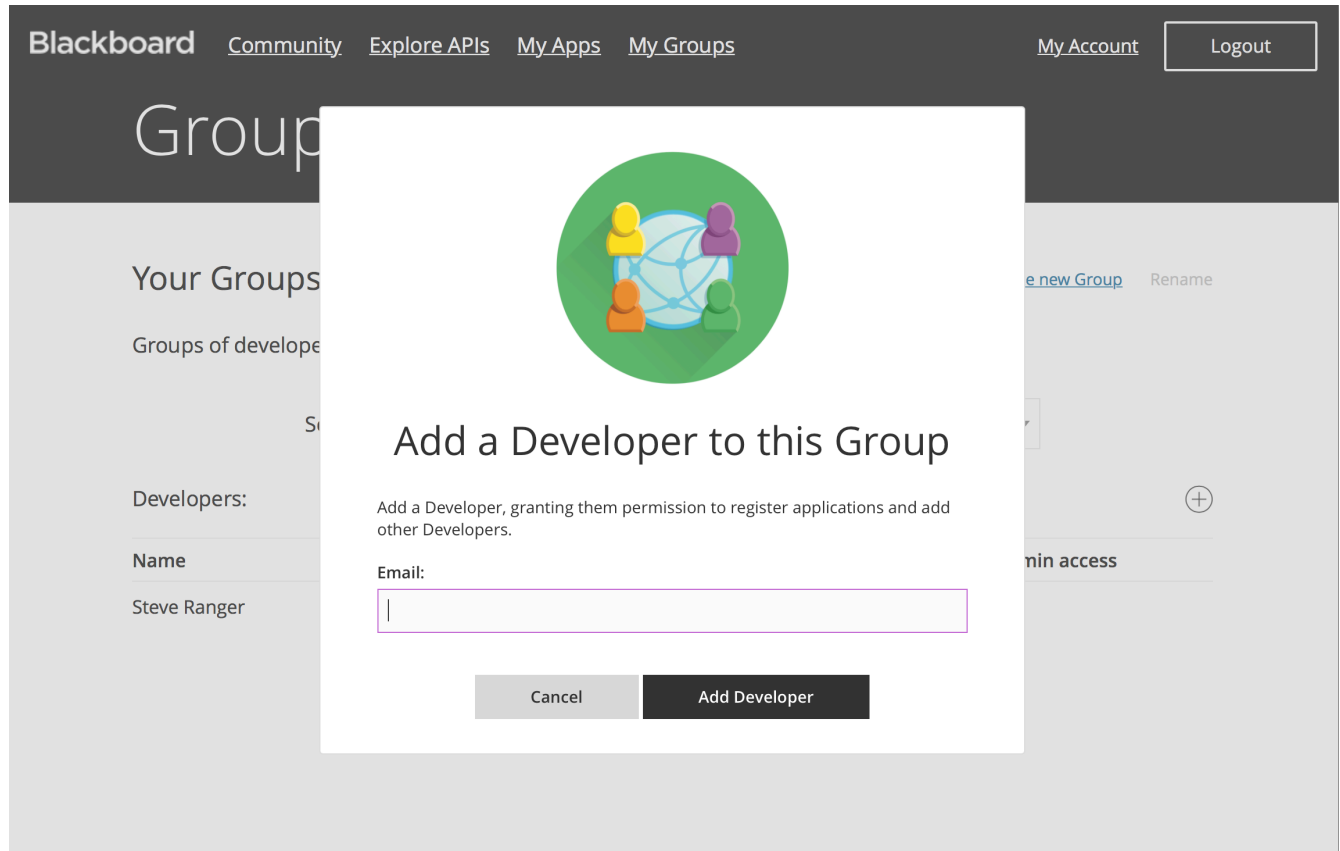 Blackboard Community Explore APIs My Apps My Groups My Account Logout
Group
Your Groups
e new Group Rename
Groups of develope
Add a Developer to this Group
Developers:
Add a Developer, granting them permission to register applications and add
other Developers.
Name
min access
Email:
Steve Ranger
Cancel Add Developer